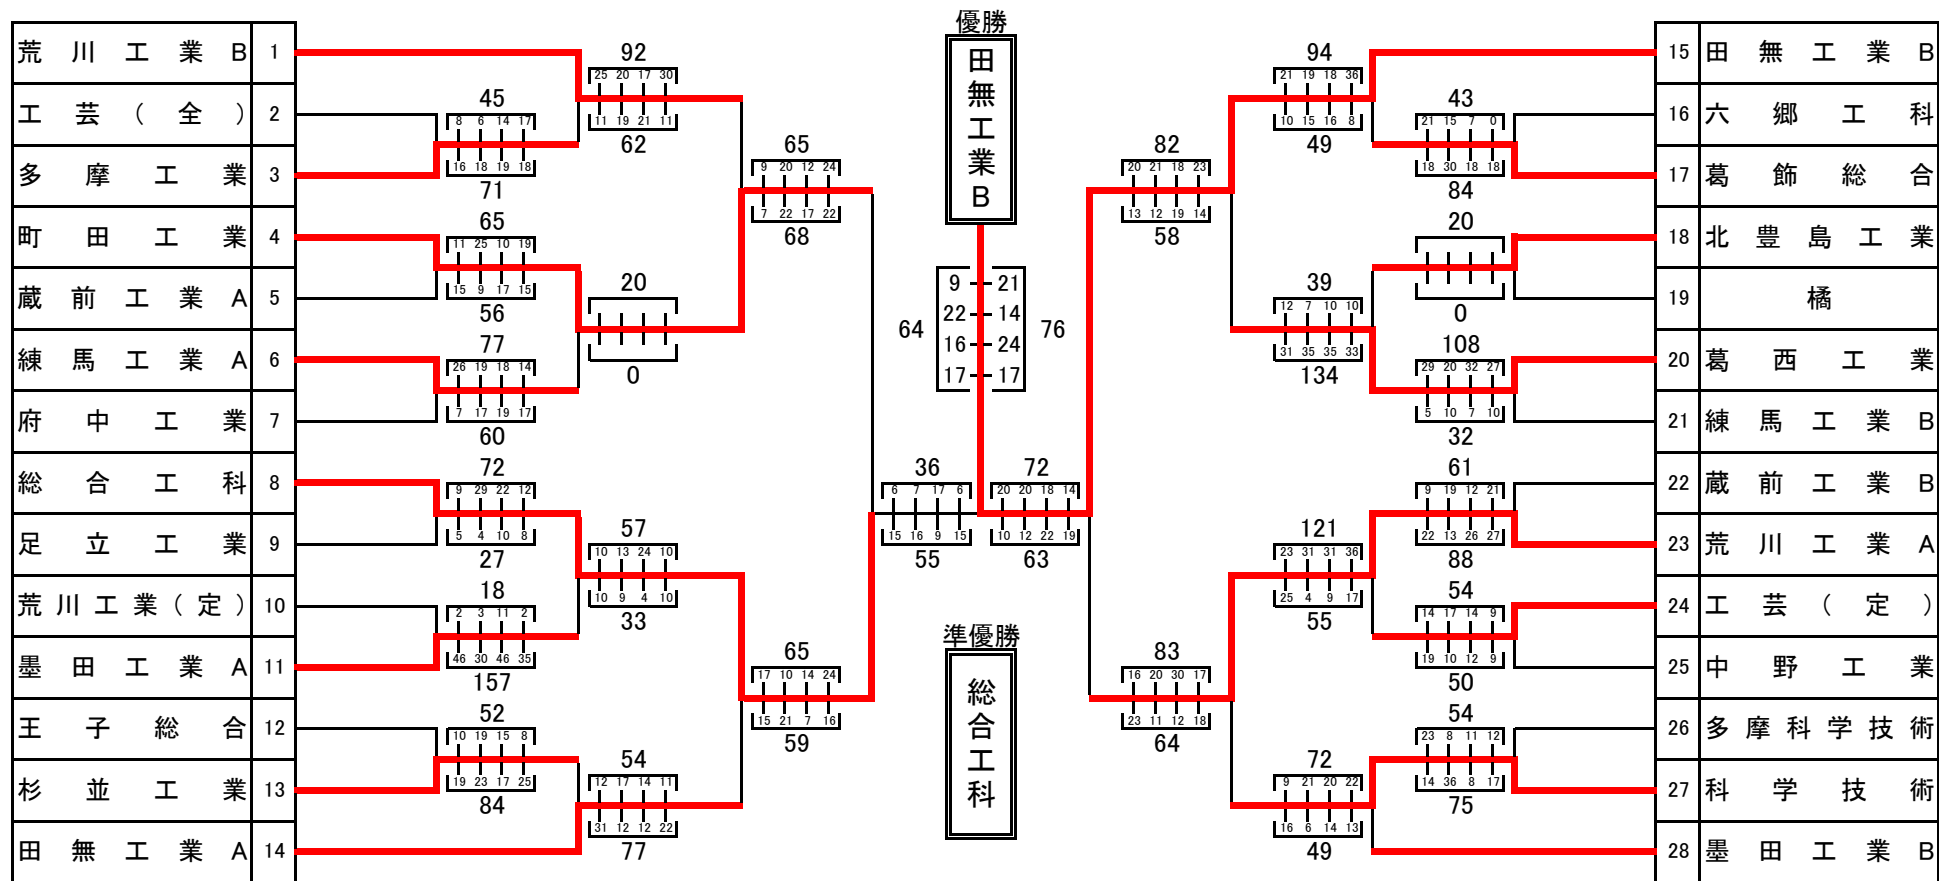 優勝
田無工業B
準優勝
総合工科
荒川工業B 1
工芸(全) 2
多摩工業 3
町田工業 4
蔵前工業A 5
練馬工業A 6
府中工業 7
総合工科 8
足立工業 9
荒川工業(定) 10
墨田工業A 11
王子総合 12
杉並工業 13
田無工業A 14
45
8 6 14 17
16 18 19 18
71
65
11 25 10 19
15 9 17 15
56
77
26 19 18 14
7 17 19 17
60
72
9 29 22 12
5 4 10 8
27
18
2 3 11 2
46 30 46 35
157
52
10 19 15 8
19 23 17 25
84
92
25 20 17 30
11 19 21 11
62
20
0
57
10 13 24 10
10 9 4 10
33
54
12 17 14 11
31 12 12 22
77
65
9 20 12 24
7 22 17 22
68
65
17 10 14 24
15 21 7 16
59
36
6 7 17 6
15 16 9 15
55
64
9 21
22 14
16 24
17 17
76
72
20 20 18 14
10 12 22 19
63
82
20 21 18 23
13 12 19 14
58
83
16 20 30 17
23 11 12 18
64
94
21 19 18 36
10 15 16 8
49
39
12 7 10 10
31 35 35 33
134
121
23 31 31 36
25 4 9 17
55
72
9 21 20 22
16 6 14 13
49
43
21 15 7 0
18 30 18 18
84
20
0
108
29 20 32 27
5 10 7 10
32
61
9 19 12 21
22 13 26 27
88
54
14 17 14 9
19 10 12 9
50
54
23 8 11 12
14 36 8 17
75
15 田無工業B
16 六郷工科
17 葛飾総合
18 北豊島工業
19 橘
20 葛西工業
21 練馬工業B
22 蔵前工業B
23 荒川工業A
24 工芸(定)
25 中野工業
26 多摩科学技術
27 科学技術
28 墨田工業B